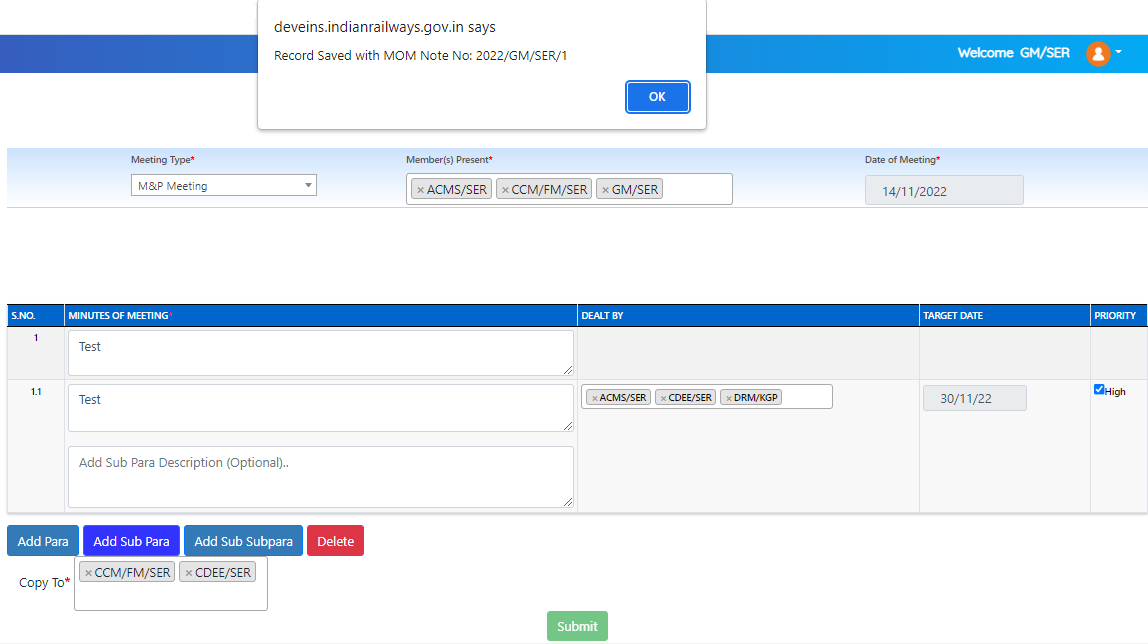 deveins.indianrailways.gov.in says
Record Saved with MOM Note No: 2022/GM/SER/1
OK
Welcome GM/SER
Meeting Type* Member(s) Present* Date of Meeting*
M&P Meeting ×ACMS/SER ×CCM/FM/SER ×GM/SER 14/11/2022
S.NO. MINUTES OF MEETING* DEALT BY TARGET DATE PRIORITY
1 Test
1.1 Test ×ACMS/SER ×CDEE/SER ×DRM/KGP 30/11/22 High
Add Sub Para Description (Optional)..
Add Para Add Sub Para Add Sub Subpara Delete
Copy To* ×CCM/FM/SER ×CDEE/SER
Submit